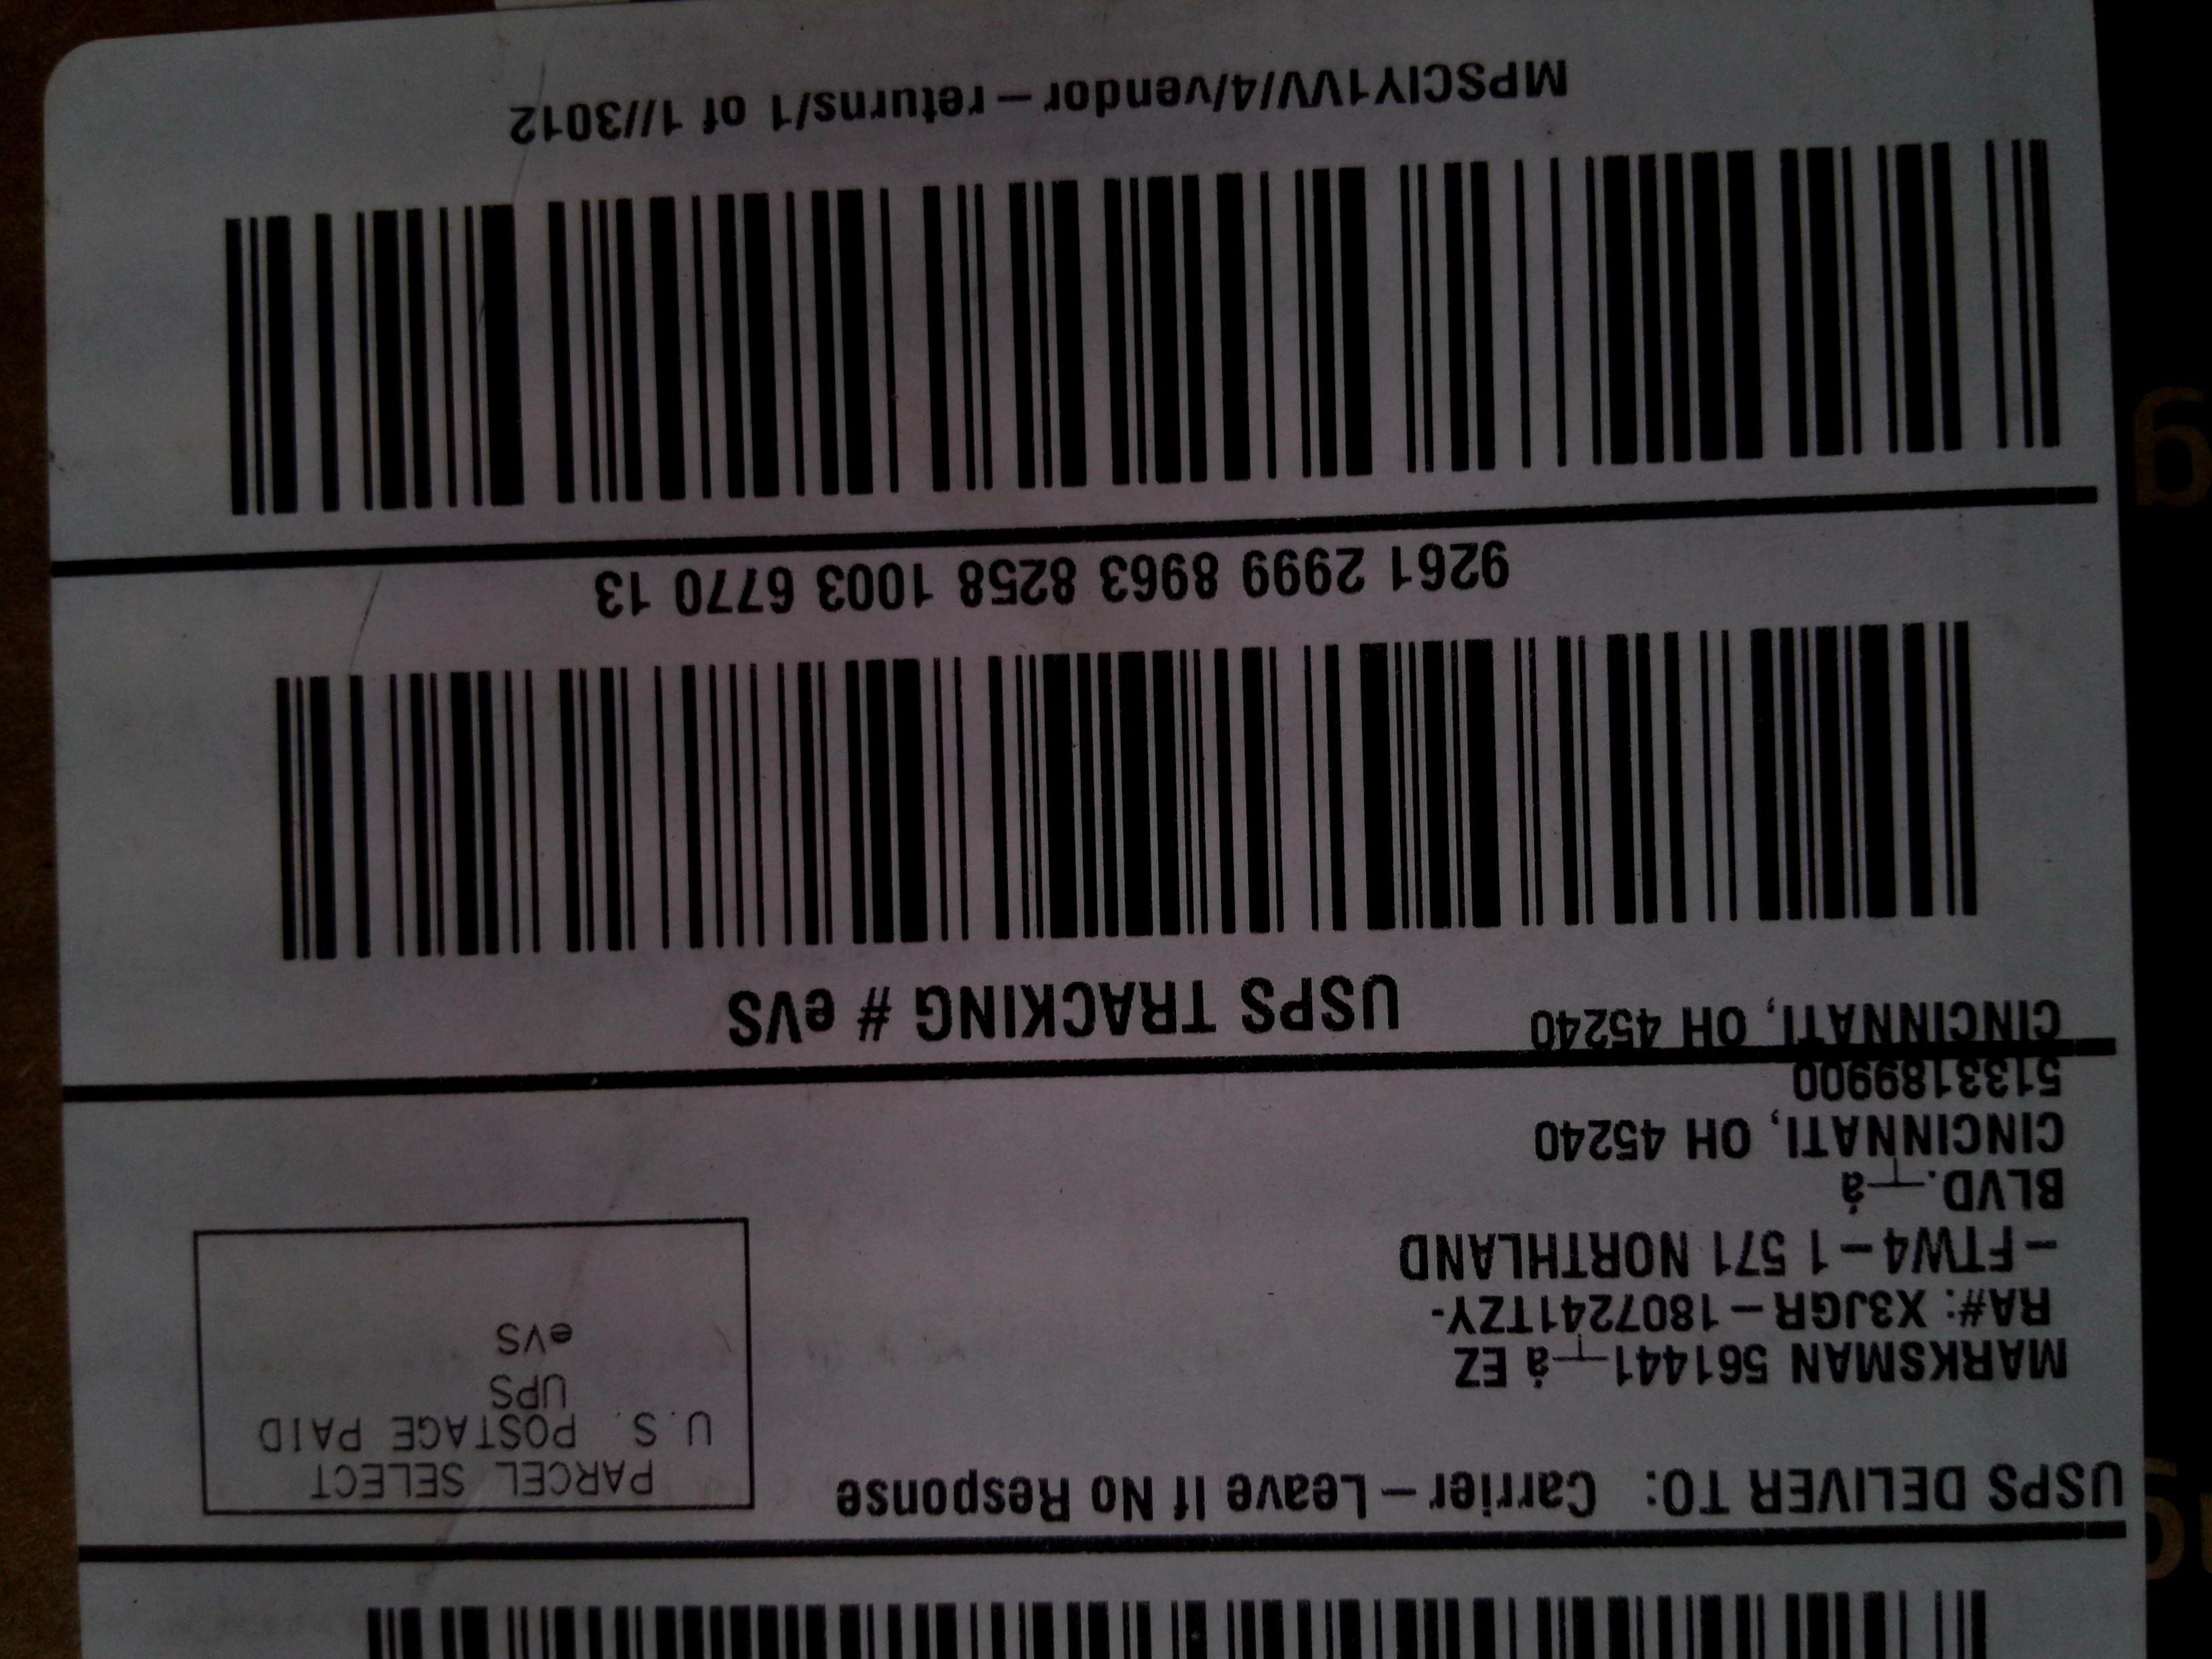 USPS DELIVER TO: Carrier – Leave If No Response
PARCEL SELECT
U.S. POSTAGE PAID
UPS
eVS
MARKSMAN 561441┬á EZ
RA#: X3JGR – 1807241TZY-
– FTW4 – 1 571 NORTHLAND
BLVD.┬á
CINCINNATI, OH 45240
5133189900
CINCINNATI, OH 45240
USPS TRACKING # eVS
9261 2999 8963 8258 1003 6770 13
MPSCIY1VV/4/vendor – returns/1 of 1//3012